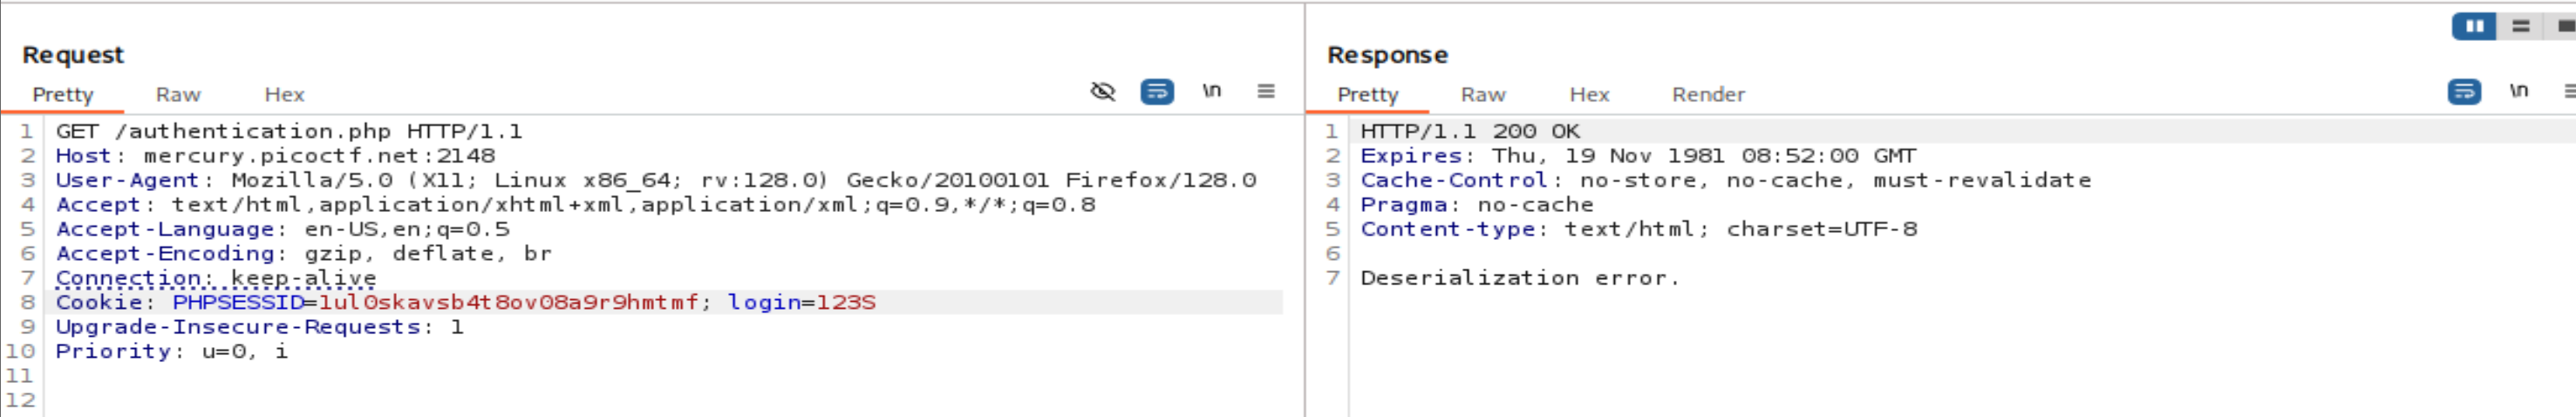 Request
Pretty Raw Hex \n
1 GET /authentication.php HTTP/1.1
2 Host: mercury.picoctf.net:2148
3 User-Agent: Mozilla/5.0 (X11; Linux x86_64; rv:128.0) Gecko/20100101 Firefox/128.0
4 Accept: text/html,application/xhtml+xml,application/xml;q=0.9,*/*;q=0.8
5 Accept-Language: en-US,en;q=0.5
6 Accept-Encoding: gzip, deflate, br
7 Connection: keep-alive
8 Cookie: PHPSESSID=1ul0skavsb4t8ov08a9r9hmtmf; login=123S
9 Upgrade-Insecure-Requests: 1
10 Priority: u=0, i
11
12
Response
Pretty Raw Hex Render \n
1 HTTP/1.1 200 OK
2 Expires: Thu, 19 Nov 1981 08:52:00 GMT
3 Cache-Control: no-store, no-cache, must-revalidate
4 Pragma: no-cache
5 Content-type: text/html; charset=UTF-8
6
7 Deserialization error.